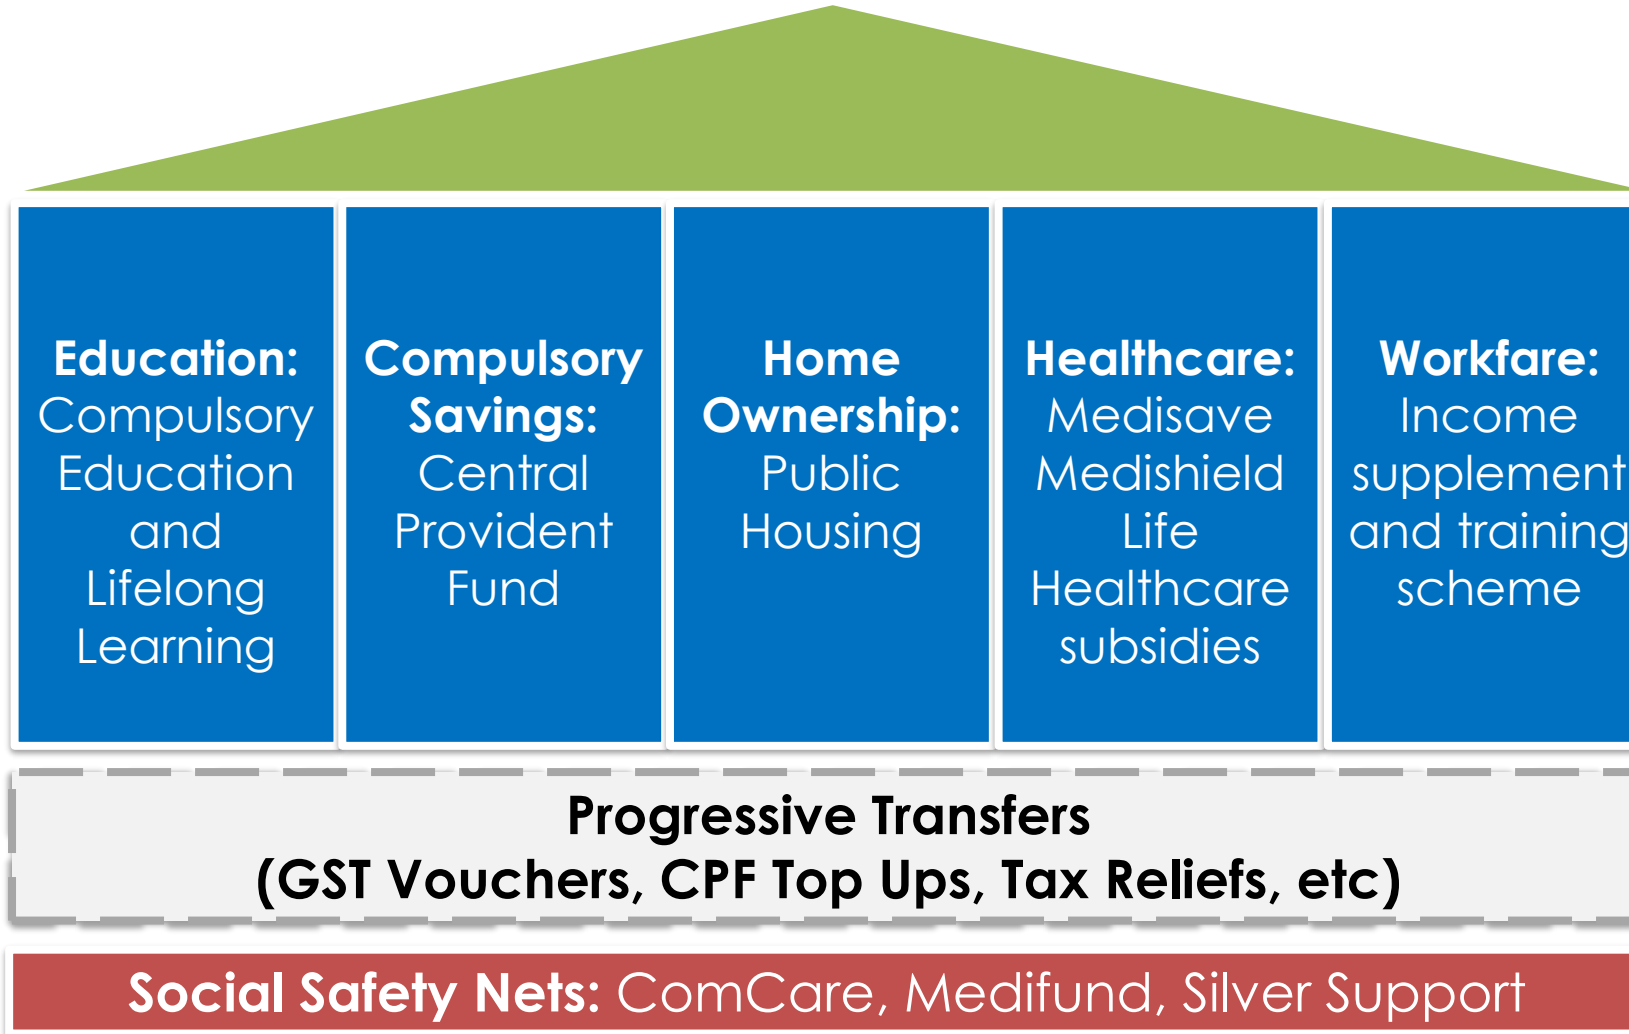 Education:
Compulsory
Education
and
Lifelong
Learning
Compulsory
Savings:
Central
Provident
Fund
Home
Ownership:
Public
Housing
Healthcare:
Medisave
Medishield
Life
Healthcare
subsidies
Workfare:
Income
supplement
and training
scheme
Progressive Transfers
(GST Vouchers, CPF Top Ups, Tax Reliefs, etc)
Social Safety Nets: ComCare, Medifund, Silver Support